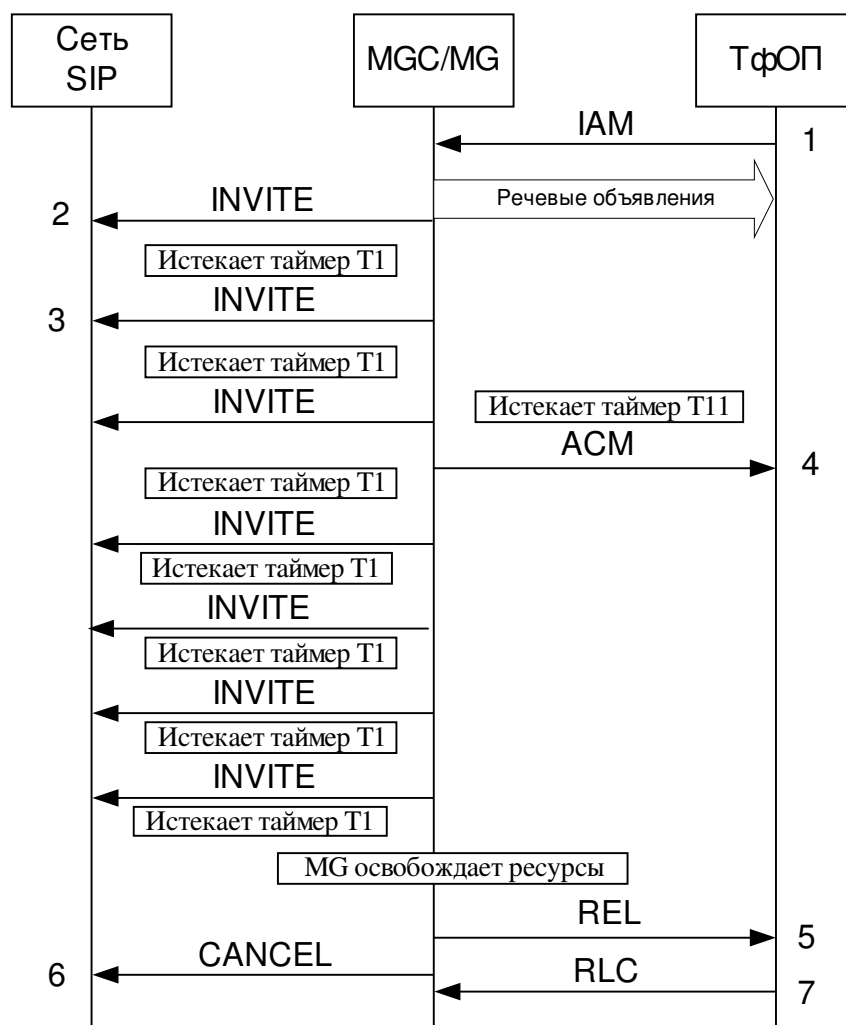 Сеть
SIP
MGC/MG
ТфОП
IAM
1
Речевые объявления
INVITE
2
Истекает таймер T1
INVITE
3
Истекает таймер T1
INVITE
Истекает таймер T11
ACM
4
Истекает таймер T1
INVITE
Истекает таймер T1
INVITE
Истекает таймер T1
INVITE
Истекает таймер T1
INVITE
Истекает таймер T1
MG освобождает ресурсы
REL
5
CANCEL
6
RLC
7